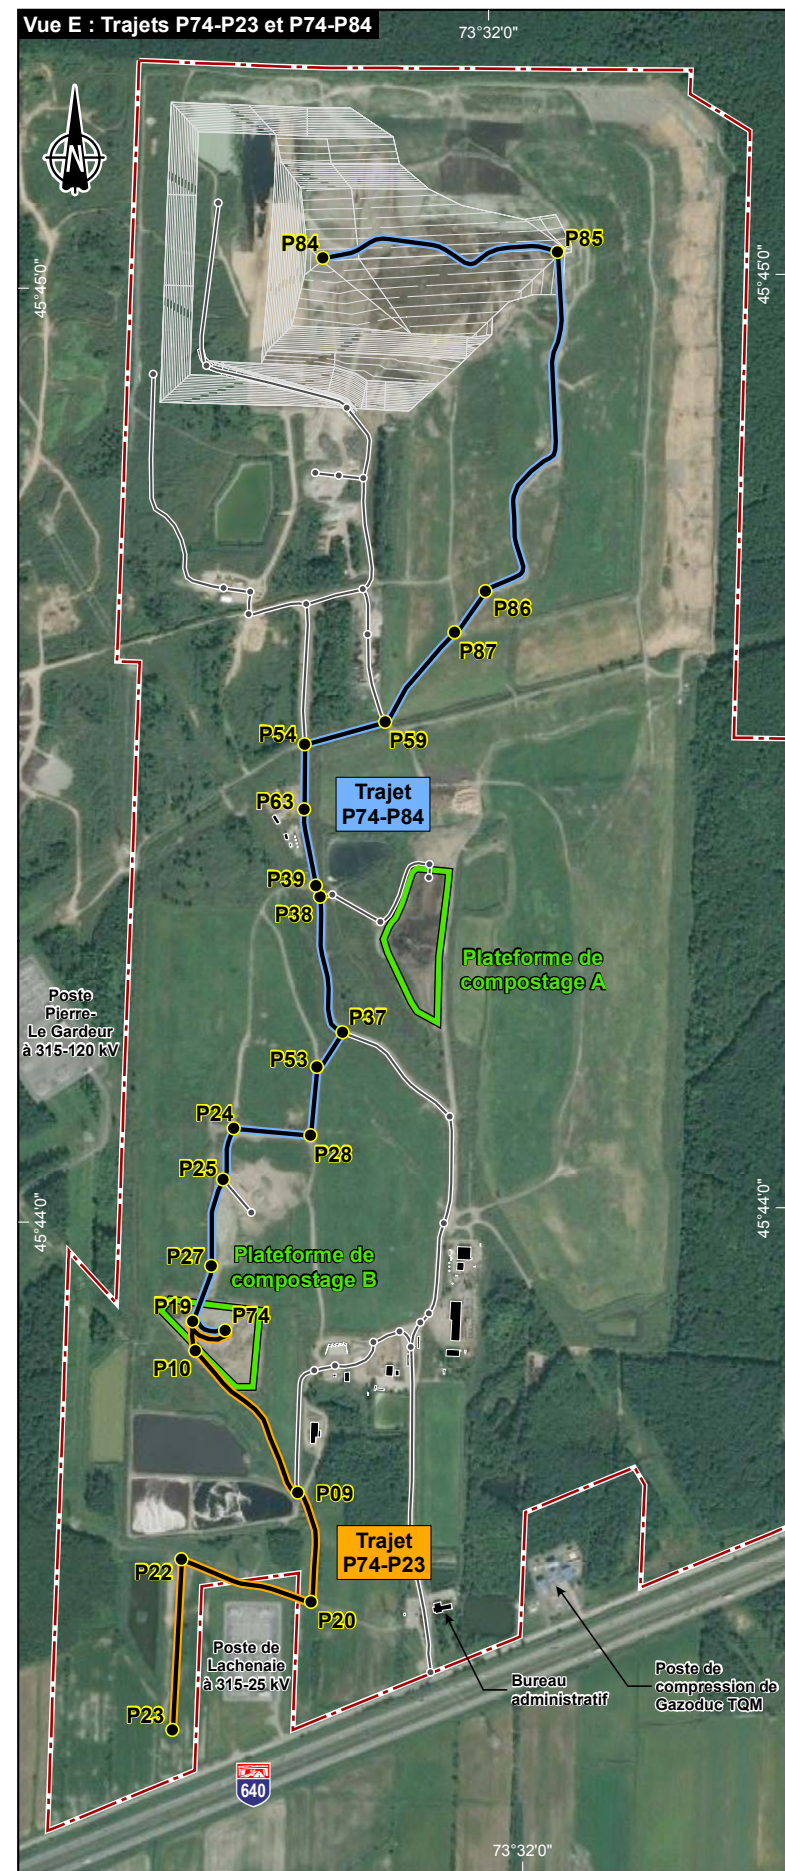 Vue E : Trajets P74-P23 et P74-P84
73°32'0"
N
P84
P85
45°45'0"
45°45'0"
P86
P87
P59
P54
Trajet
P74-P84
P63
P39
P38
Plateforme de
compostage A
Poste
Pierre-
Le Gardeur
à 315-120 kV
P37
P53
P24
P28
P25
45°44'0"
45°44'0"
P27
Plateforme de
compostage B
P19
P74
P10
P09
Trajet
P74-P23
P22
P20
Poste de
Lachenaie
à 315-25 kV
Bureau
administratif
Poste de
compression de
Gazoduc TQM
P23
640
73°32'0"